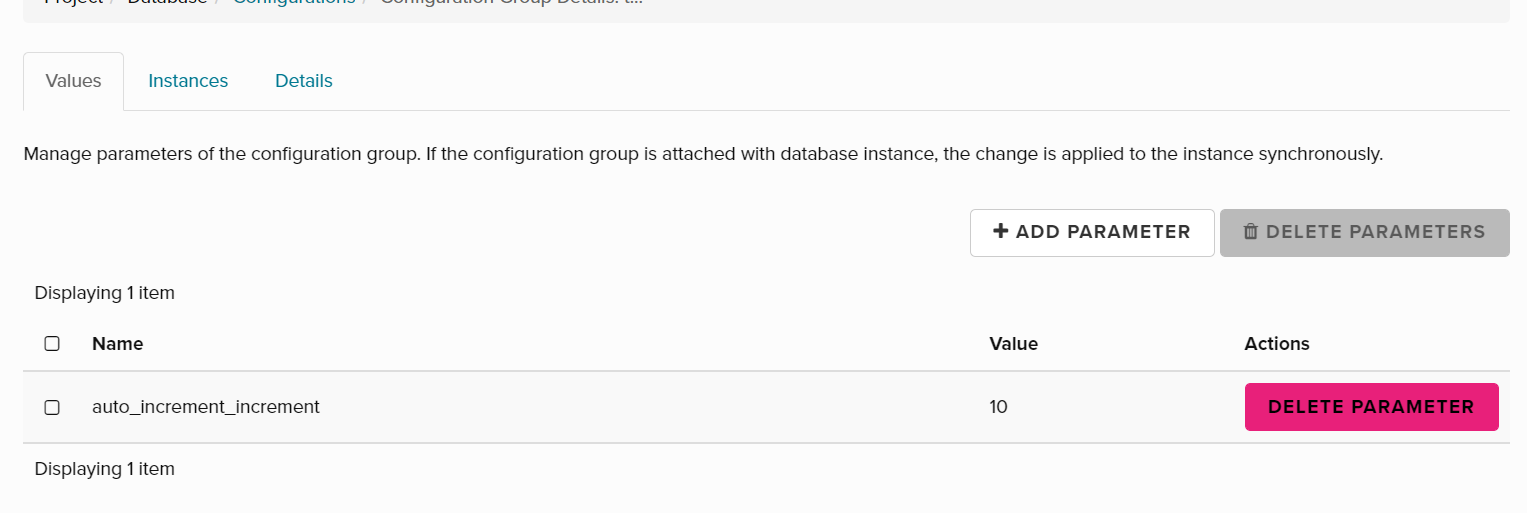 Project / Database / Configurations / Configuration Group Details: t...
Values Instances Details
Manage parameters of the configuration group. If the configuration group is attached with database instance, the change is applied to the instance synchronously.
ADD PARAMETER DELETE PARAMETERS
Displaying 1 item
Name Value Actions
auto_increment_increment 10 DELETE PARAMETER
Displaying 1 item